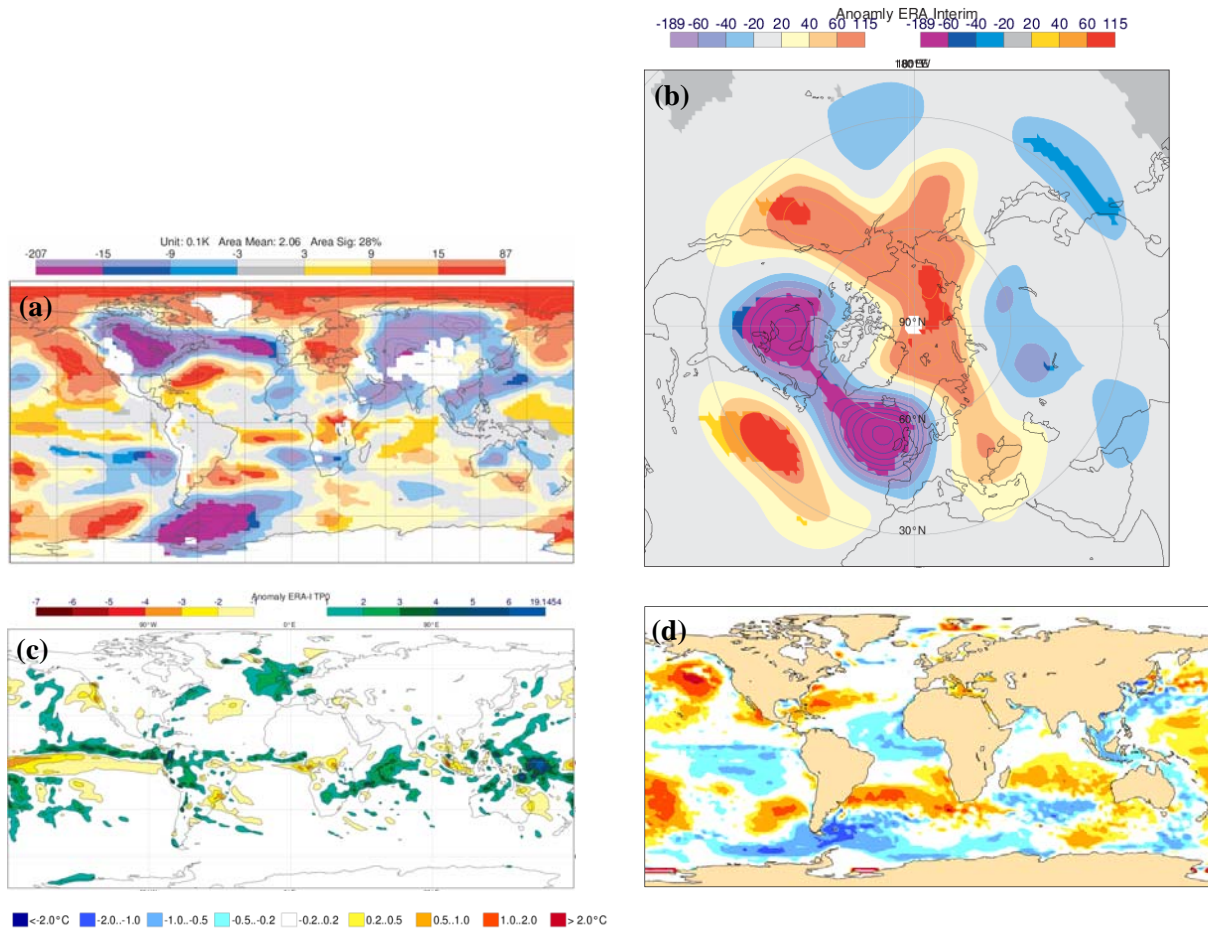 Anoamly ERA Interim
-189 -60 -40 -20 20 40 60 115
-189 -60 -40 -20 20 40 60 115
(b)
90°N
60°N
30°N
Unit: 0.1K Area Mean: 2.06 Area Sig: 28%
-207 -15 -9 -3 3 9 15 87
(a)
Anomaly ERA-I TP0
-7 -6 -5 -4 -3 -2 -1 1 2 3 4 5 6 19.1454
90°W 0°E 90°E
(c)
(d)
<-2.0°C -2.0..-1.0 -1.0..-0.5 -0.5..-0.2 -0.2..0.2 0.2..0.5 0.5..1.0 1.0..2.0 > 2.0°C